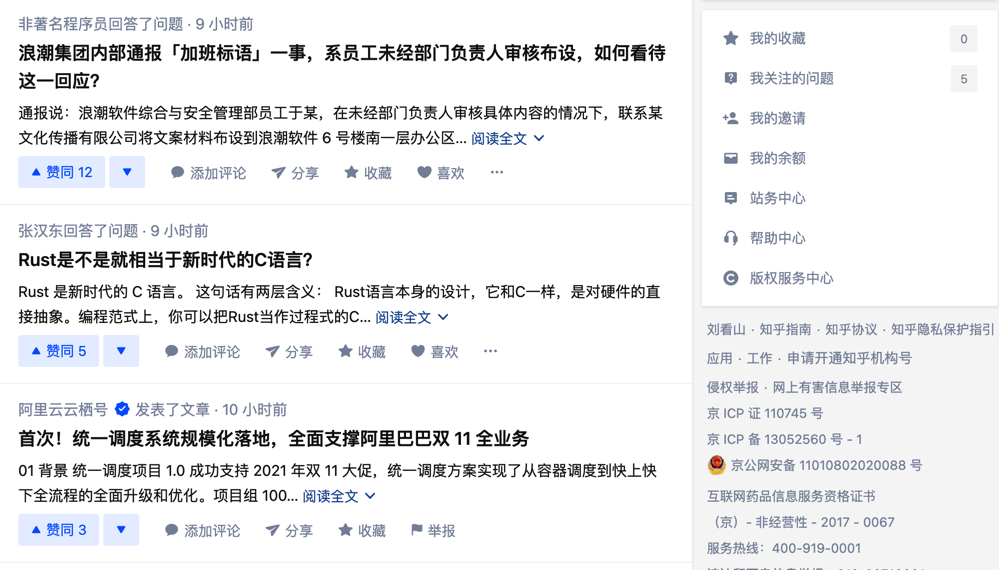 非著名程序员回答了问题 · 9 小时前
浪潮集团内部通报「加班标语」一事，系员工未经部门负责人审核布设，如何看待
这一回应？
通报说：浪潮软件综合与安全管理部员工于某，在未经部门负责人审核具体内容的情况下，联系某
文化传播有限公司将文案材料布设到浪潮软件 6 号楼南一层办公区... 阅读全文
赞同 12 添加评论 分享 收藏 喜欢 ...
张汉东回答了问题 · 9 小时前
Rust是不是就相当于新时代的C语言？
Rust 是新时代的 C 语言。 这句话有两层含义： Rust语言本身的设计，它和C一样，是对硬件的直
接抽象。编程范式上，你可以把Rust当作过程式的C... 阅读全文
赞同 5 添加评论 分享 收藏 喜欢 ...
阿里云云栖号 发表了文章 · 10 小时前
首次！统一调度系统规模化落地，全面支撑阿里巴巴双 11 全业务
01 背景 统一调度项目 1.0 成功支持 2021 年双 11 大促，统一调度方案实现了从容器调度到快上快
下全流程的全面升级和优化。项目组 100... 阅读全文
赞同 3 添加评论 分享 收藏 举报
我的收藏 0
我关注的问题 5
我的邀请
我的余额
站务中心
帮助中心
版权服务中心
刘看山 · 知乎指南 · 知乎协议 · 知乎隐私保护指引
应用 · 工作 · 申请开通知乎机构号
侵权举报 · 网上有害信息举报专区
京 ICP 证 110745 号
京 ICP 备 13052560 号 - 1
京公网安备 11010802020088 号
互联网药品信息服务资格证书
（京）- 非经营性 - 2017 - 0067
服务热线：400-919-0001